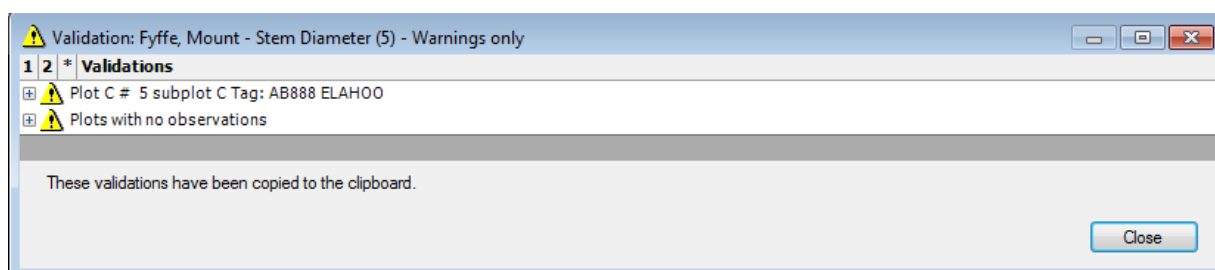 Validation: Fyffe, Mount - Stem Diameter (5) - Warnings only
1 2 * Validations
Plot C # 5 subplot C Tag: AB888 ELAHOO
Plots with no observations
These validations have been copied to the clipboard.
Close